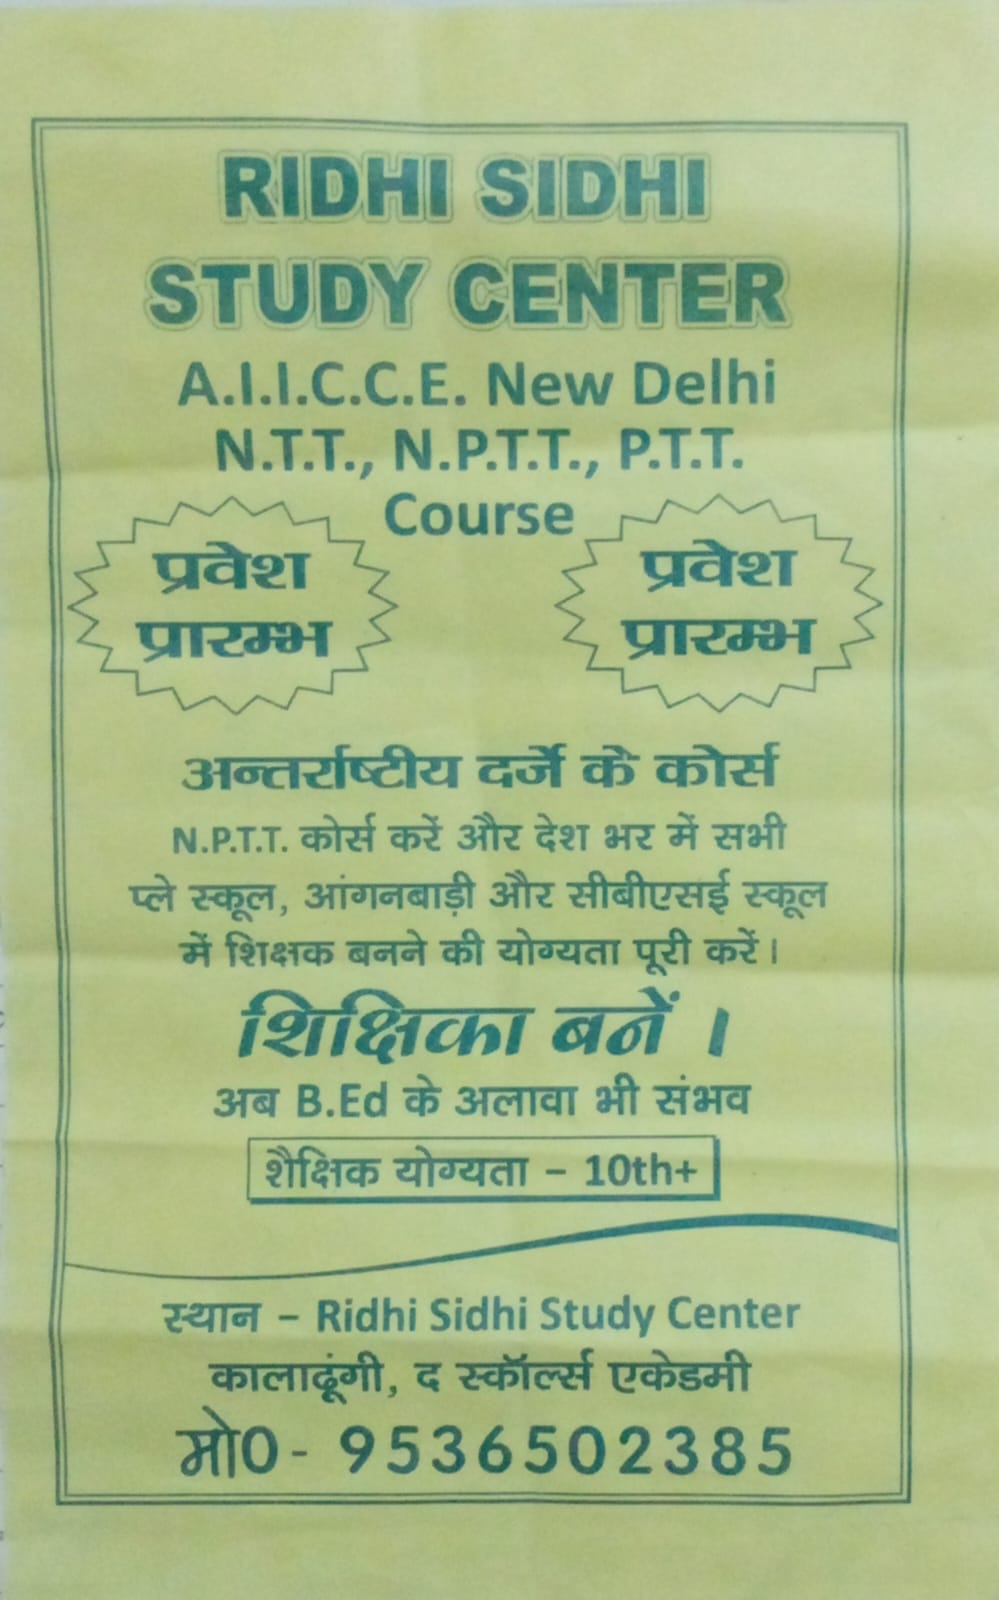 RIDHI SIDHI
STUDY CENTER
A.I.I.C.C.E. New Delhi
N.T.T., N.P.T.T., P.T.T.
Course
प्रवेश
प्रारम्भ
प्रवेश
प्रारम्भ
अन्तर्राष्टीय दर्जे के कोर्स
N.P.T.T. कोर्स करें और देश भर में सभी
प्ले स्कूल, आंगनबाड़ी और सीबीएसई स्कूल
में शिक्षक बनने की योग्यता पूरी करें।
शिक्षिका बनें ।
अब B.Ed के अलावा भी संभव
शैक्षिक योग्यता – 10th+
स्थान – Ridhi Sidhi Study Center
कालाढूंगी, द स्कॉर्ल्स एकेडमी
मो0- 9536502385